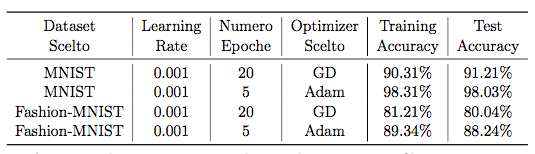 Dataset Learning Numero Optimizer Training Test
Scelto Rate Epoche Scelto Accuracy Accuracy
MNIST 0.001 20 GD 90.31% 91.21%
MNIST 0.001 5 Adam 98.31% 98.03%
Fashion-MNIST 0.001 20 GD 81.21% 80.04%
Fashion-MNIST 0.001 5 Adam 89.34% 88.24%